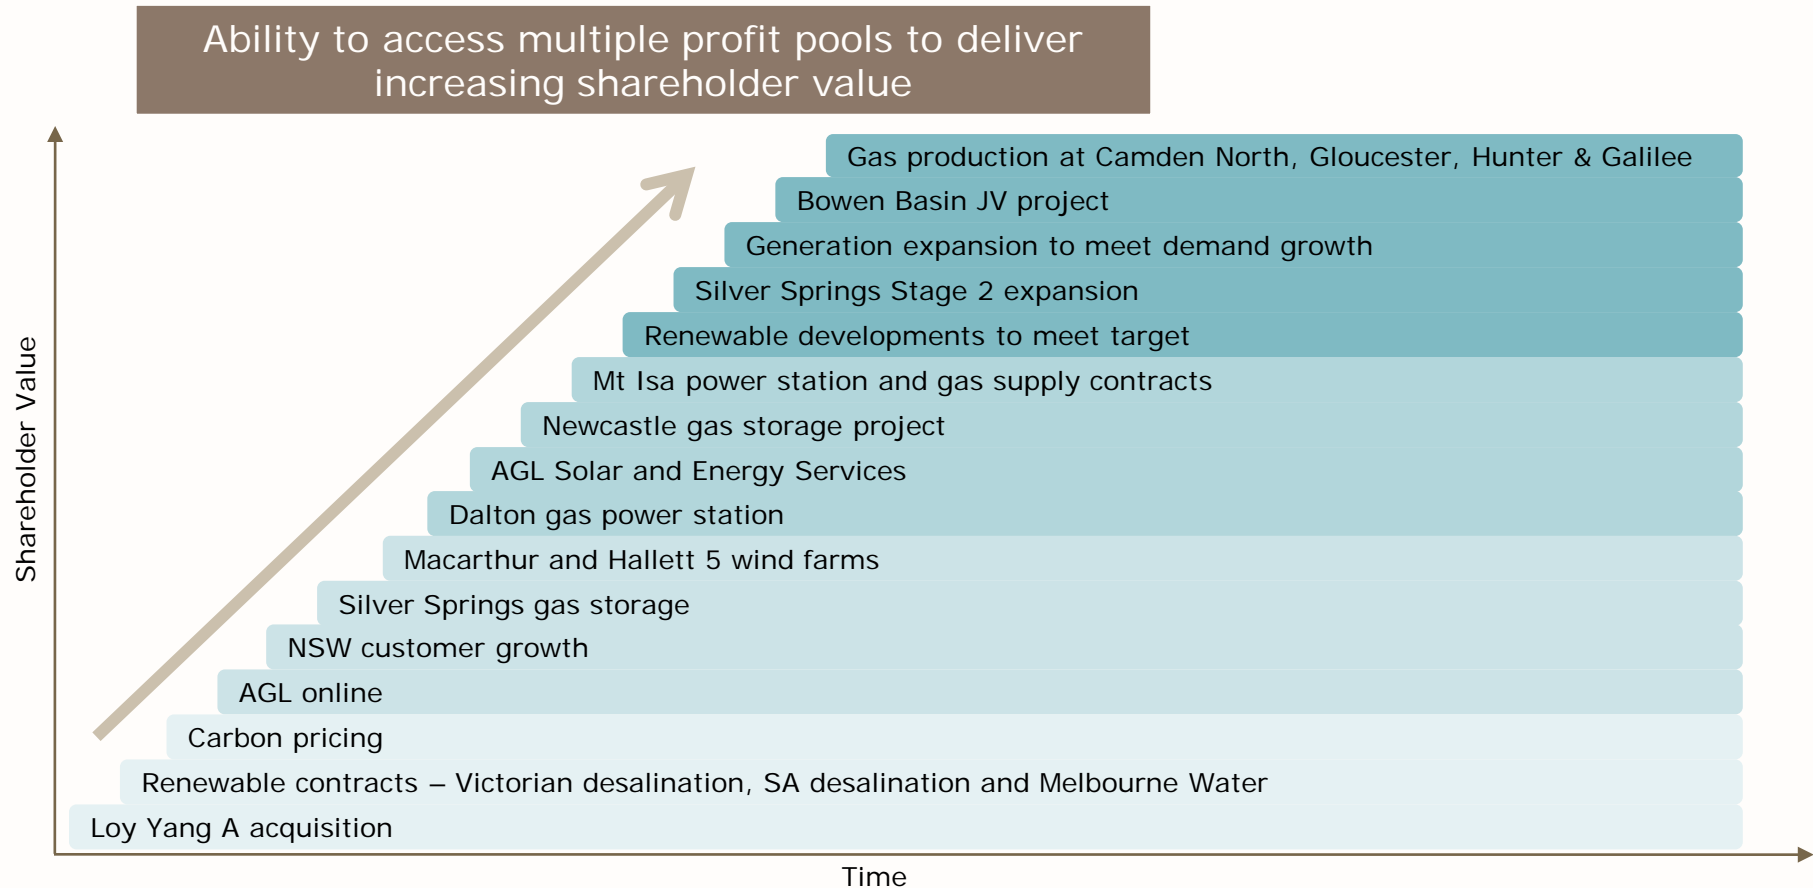 Ability to access multiple profit pools to deliver
increasing shareholder value
Shareholder Value
Gas production at Camden North, Gloucester, Hunter & Galilee
Bowen Basin JV project
Generation expansion to meet demand growth
Silver Springs Stage 2 expansion
Renewable developments to meet target
Mt Isa power station and gas supply contracts
Newcastle gas storage project
AGL Solar and Energy Services
Dalton gas power station
Macarthur and Hallett 5 wind farms
Silver Springs gas storage
NSW customer growth
AGL online
Carbon pricing
Renewable contracts – Victorian desalination, SA desalination and Melbourne Water
Loy Yang A acquisition
Time